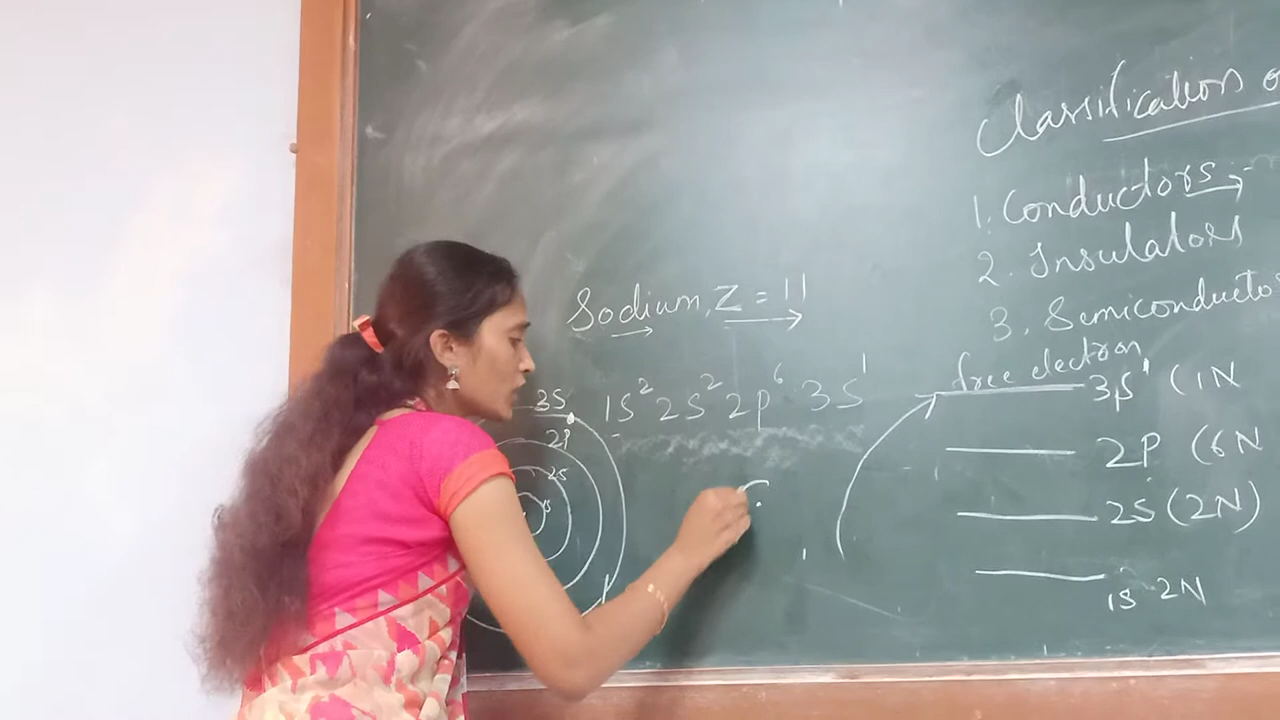 Classification o
1. Conductors →
2. Insulators
3. Semiconductor
Sodium, Z = 11
1s² 2s² 2p⁶ 3s¹
3S
2p
2s
free electron
3s¹ (1N
2p (6N
2s (2N)
1s 2N